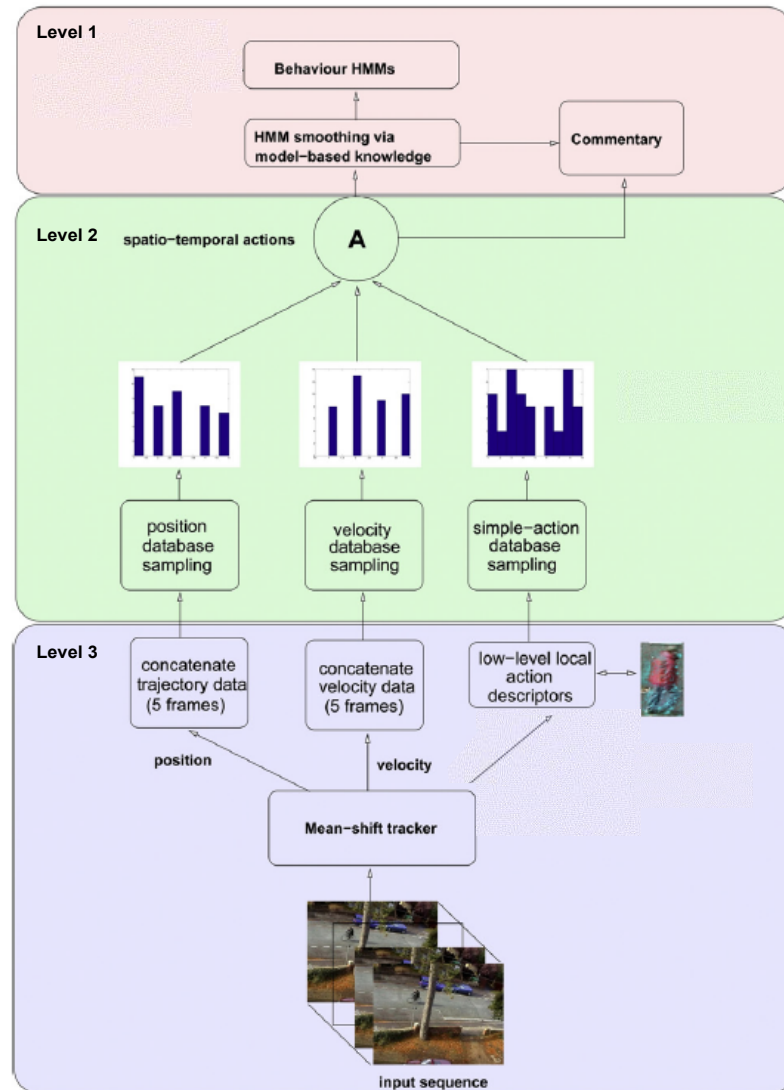 Level 1
Behaviour HMMs
HMM smoothing via
model-based knowledge
Commentary
Level 2
spatio-temporal actions
A
position
database
sampling
velocity
database
sampling
simple-action
database
sampling
Level 3
concatenate
trajectory data
(5 frames)
concatenate
velocity data
(5 frames)
low-level local
action
descriptors
position
velocity
Mean-shift tracker
input sequence